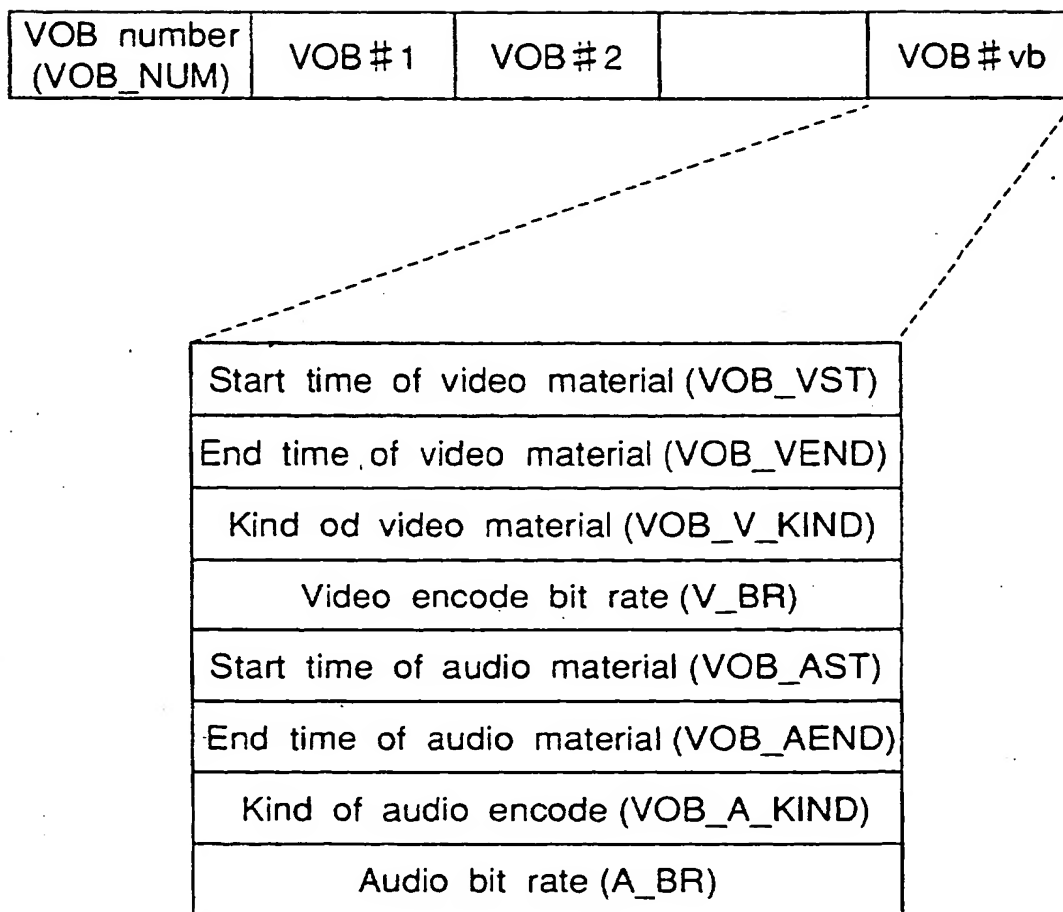 VOB number
(VOB_NUM)
VOB#1
VOB#2
VOB#vb
Start time of video material (VOB_VST)
End time of video material (VOB_VEND)
Kind od video material (VOB_V_KIND)
Video encode bit rate (V_BR)
Start time of audio material (VOB_AST)
End time of audio material (VOB_AEND)
Kind of audio encode (VOB_A_KIND)
Audio bit rate (A_BR)